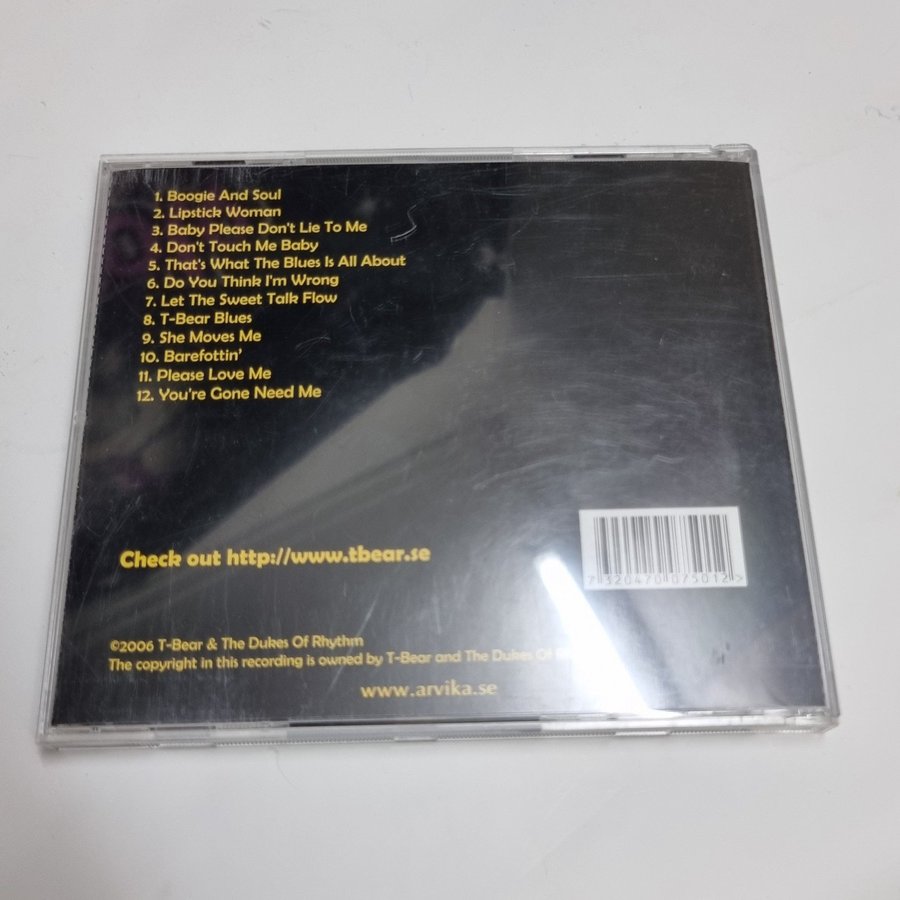 1. Boogie And Soul
2. Lipstick Woman
3. Baby Please Don't Lie To Me
4. Don't Touch Me Baby
5. That's What The Blues Is All About
6. Do You Think I'm Wrong
7. Let The Sweet Talk Flow
8. T-Bear Blues
9. She Moves Me
10. Barefottin'
11. Please Love Me
12. You're Gone Need Me
Check out http://www.tbear.se
7 320470 075012 >
©2006 T-Bear & The Dukes Of Rhythm
The copyright in this recording is owned by T-Bear and The Dukes Of
www.arvika.se